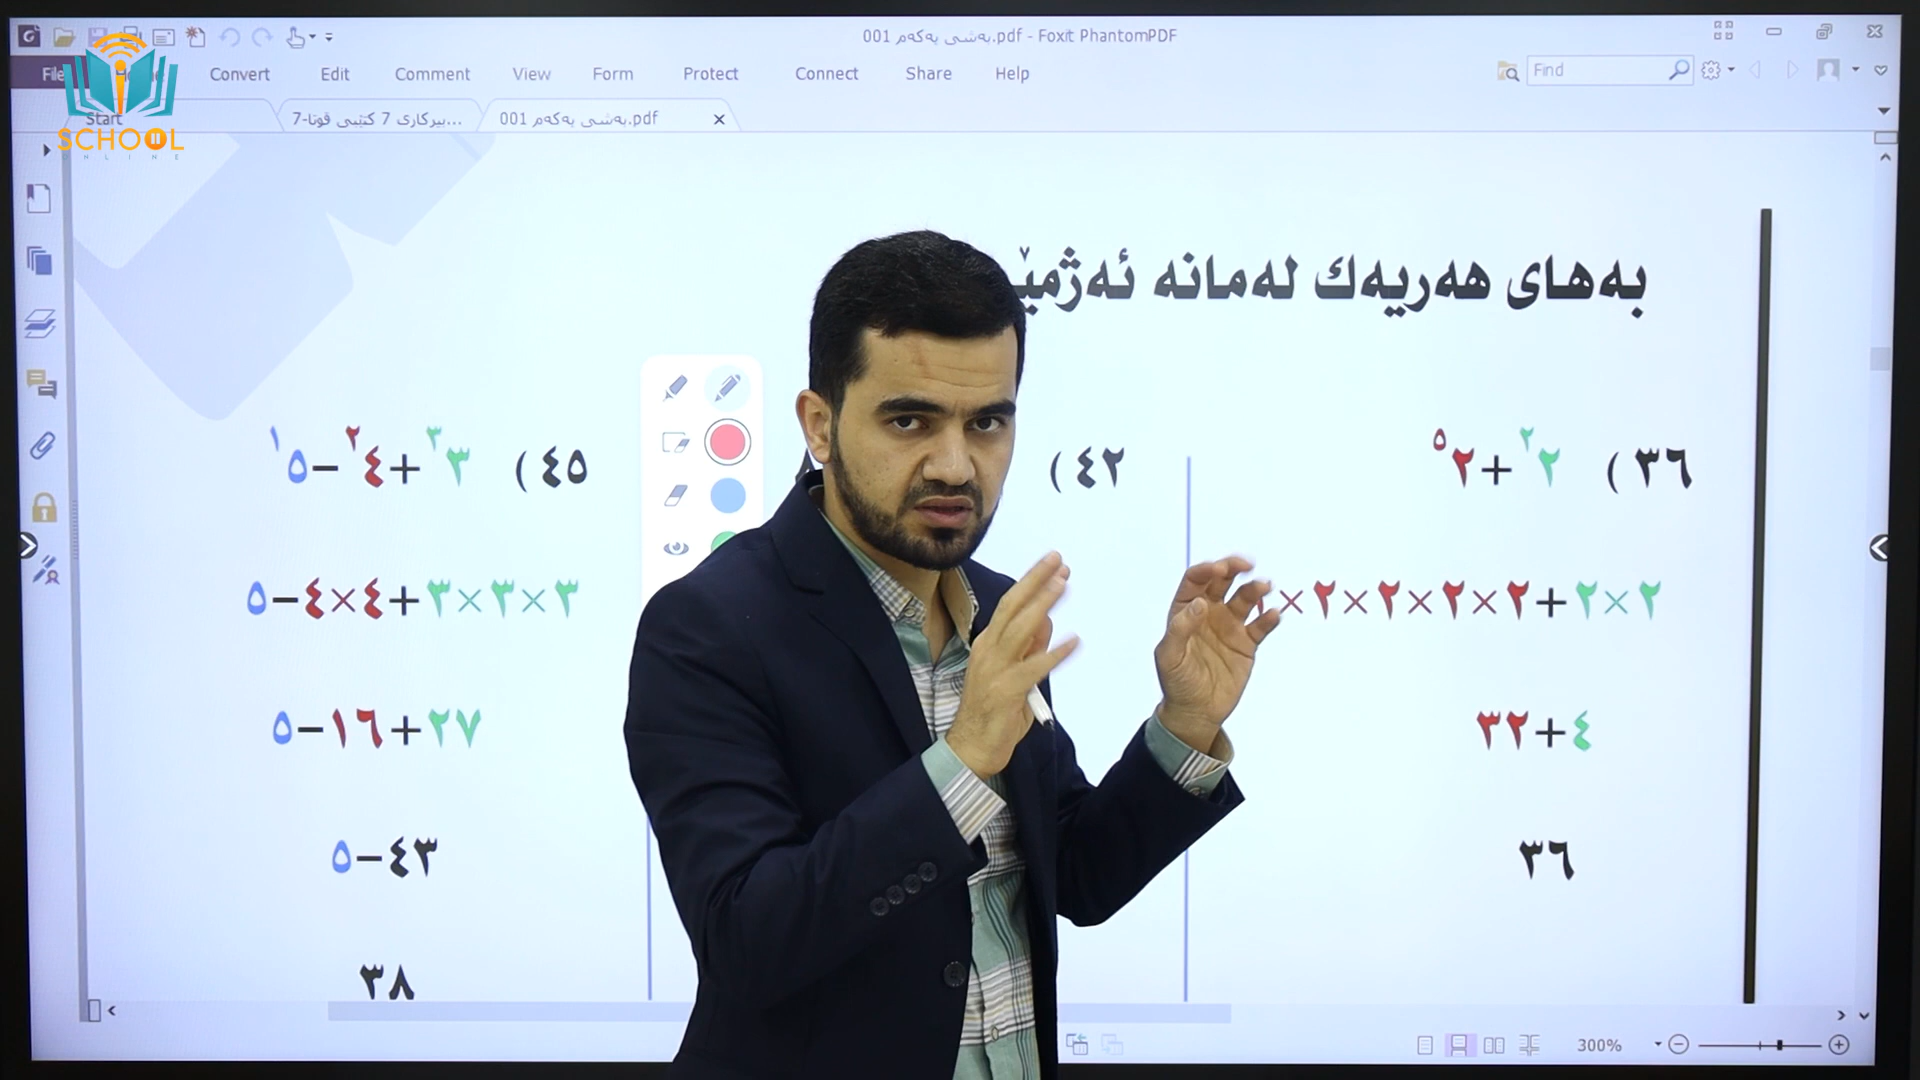 بەشی یەکەم 001.pdf - Foxit PhantomPDF
File Home Convert Edit Comment View Form Protect Connect Share Help
Find
Start
بیرکاری 7 کتێبی قوتا-7...
بەشی یەکەم 001.pdf
SCHOOL
ONLINE
بەهای هەریەك لەمانە
٣٦ ) ٢^٢+٢^٥
٢×٢+٢×٢×٢×٢×
٤+٣٢
٣٦
٤٢ )
٤٥ ) ٣^٣+٤^٢−٥^١
٣×٣×٣+٤×٤−٥
٢٧+١٦−٥
٤٣−٥
٣٨
300%